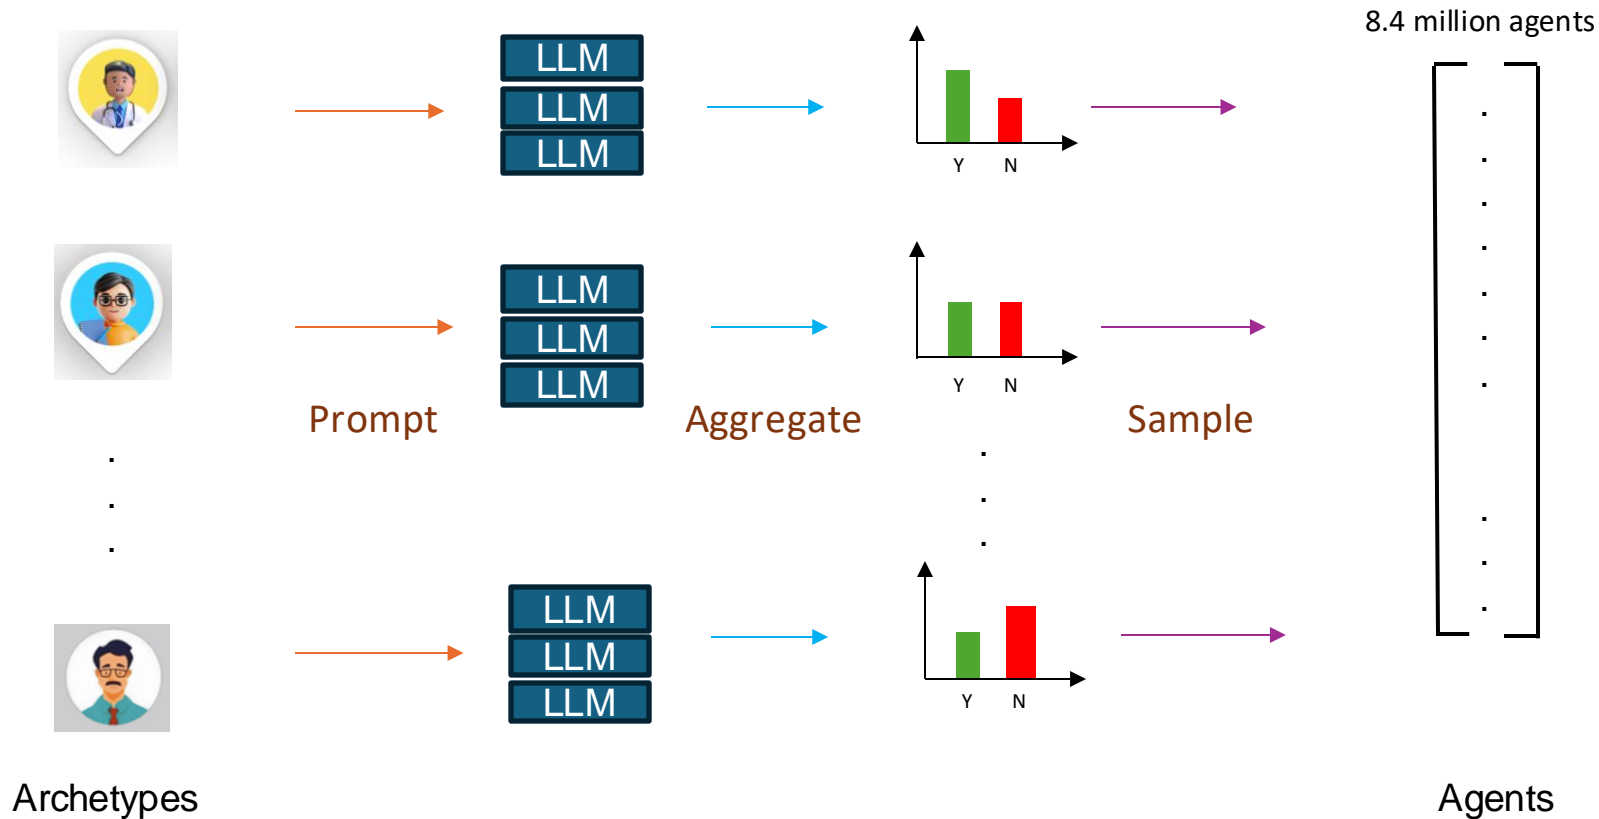 8.4 million agents
LLM
LLM
LLM
Y N
LLM
LLM
LLM
Y N
Prompt
Aggregate
Sample
LLM
LLM
LLM
Y N
Archetypes
Agents